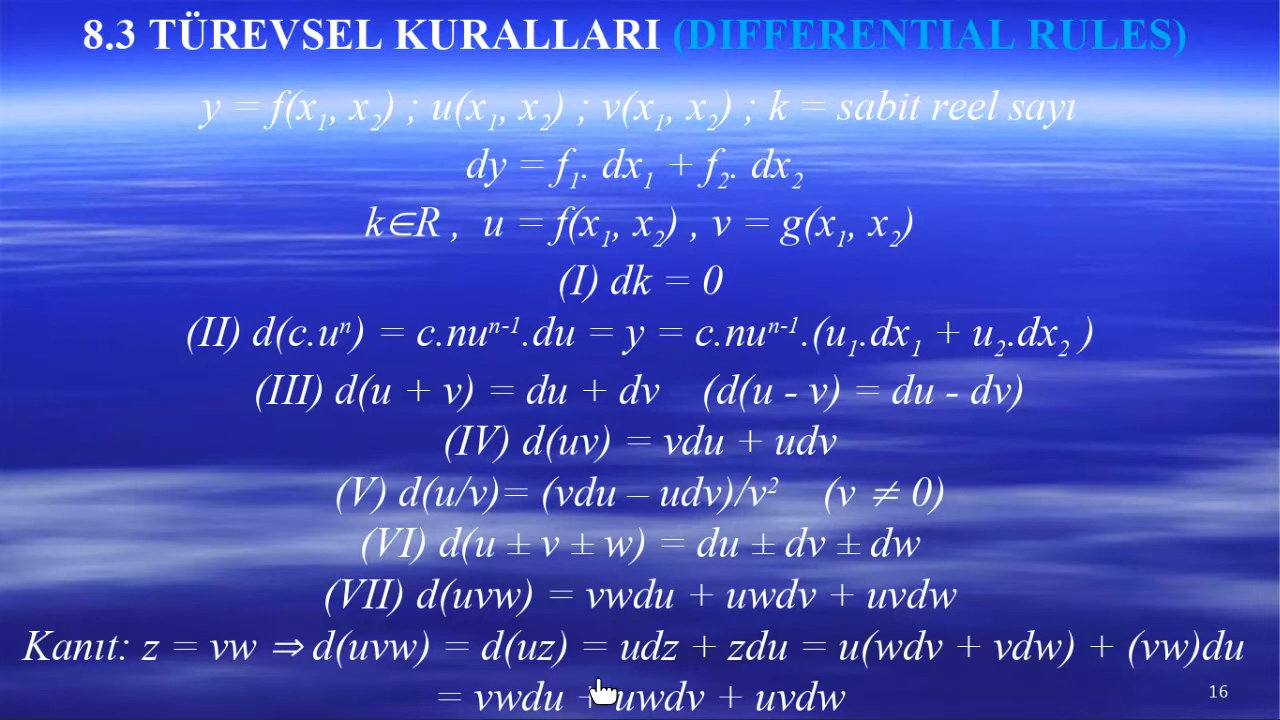 8.3 TÜREVSEL KURALLARI (DIFFERENTIAL RULES)
y = f(x₁, x₂) ; u(x₁, x₂) ; v(x₁, x₂) ; k = sabit reel sayı
dy = f₁. dx₁ + f₂. dx₂
k∈R , u = f(x₁, x₂) , v = g(x₁, x₂)
(I) dk = 0
(II) d(c.uⁿ) = c.nuⁿ⁻¹.du = y = c.nuⁿ⁻¹.(u₁.dx₁ + u₂.dx₂ )
(III) d(u + v) = du + dv (d(u - v) = du - dv)
(IV) d(uv) = vdu + udv
(V) d(u/v)= (vdu – udv)/v² (v ≠ 0)
(VI) d(u ± v ± w) = du ± dv ± dw
(VII) d(uvw) = vwdu + uwdv + uvdw
Kanıt: z = vw ⇒ d(uvw) = d(uz) = udz + zdu = u(wdv + vdw) + (vw)du
= vwdu + uwdv + uvdw
16